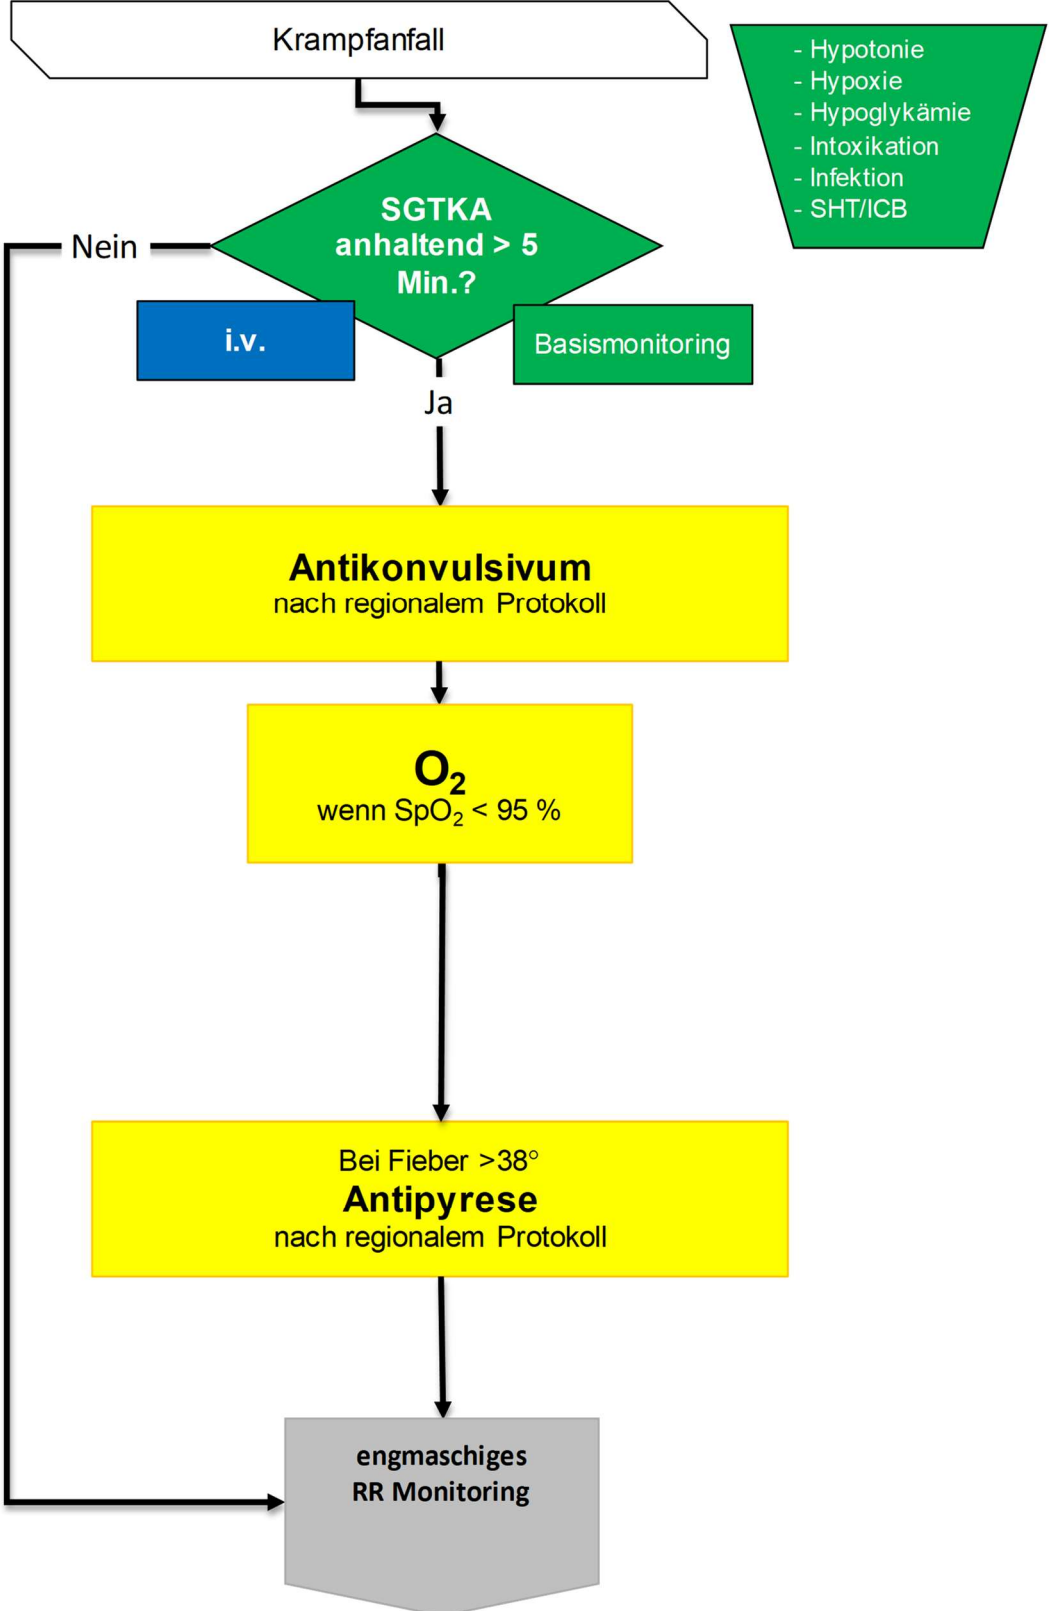 Krampfanfall
- Hypotonie
- Hypoxie
- Hypoglykämie
- Intoxikation
- Infektion
- SHT/ICB
SGTKA
anhaltend > 5
Min.?
Nein
i.v.
Basismonitoring
Ja
Antikonvulsivum
nach regionalem Protokoll
O₂
wenn SpO₂ < 95 %
Bei Fieber >38°
Antipyrese
nach regionalem Protokoll
engmaschiges
RR Monitoring